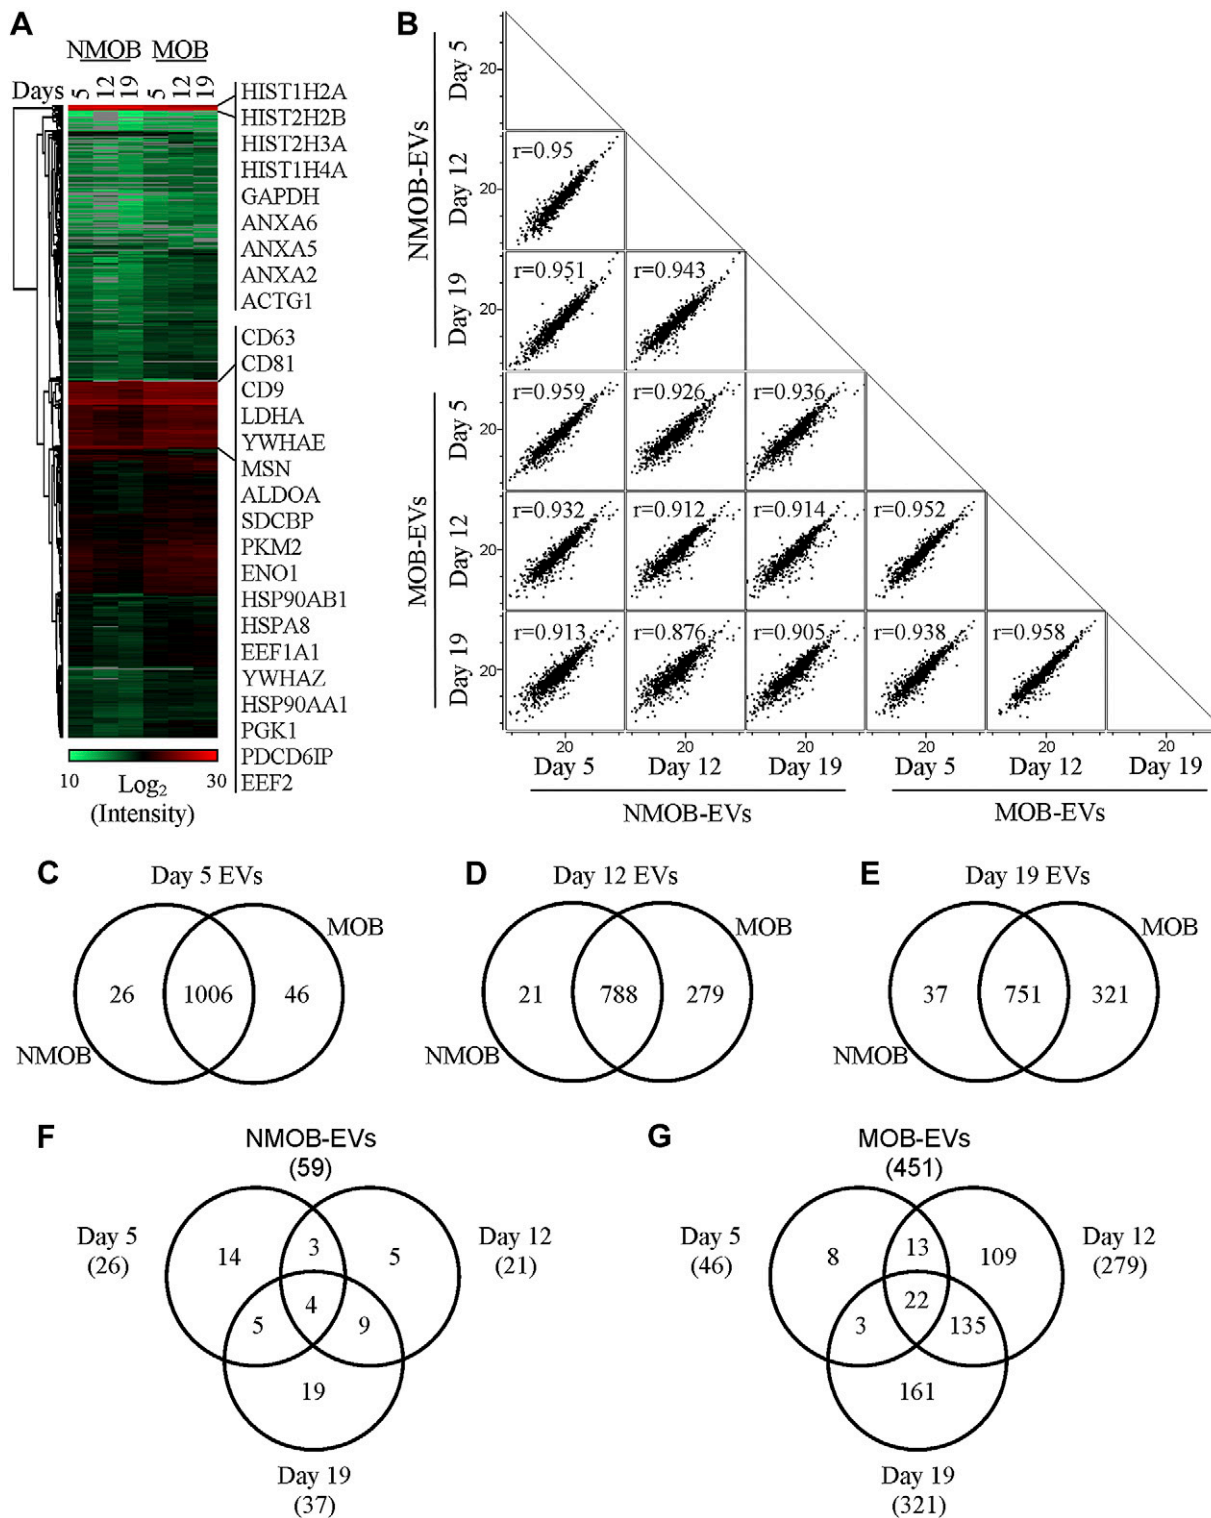 A
NMOB MOB
Days 5 12 19 5 12 19
HIST1H2A
HIST2H2B
HIST2H3A
HIST1H4A
GAPDH
ANXA6
ANXA5
ANXA2
ACTG1
CD63
CD81
CD9
LDHA
YWHAE
MSN
ALDOA
SDCBP
PKM2
ENO1
HSP90AB1
HSPA8
EEF1A1
YWHAZ
HSP90AA1
PGK1
PDCD6IP
EEF2
10 30
Log₂
(Intensity)
B
NMOB-EVs
Day 5
20
Day 12
20
r=0.95
Day 19
20
r=0.951 r=0.943
MOB-EVs
Day 5
20
r=0.959 r=0.926 r=0.936
Day 12
20
r=0.932 r=0.912 r=0.914 r=0.952
Day 19
20
r=0.913 r=0.876 r=0.905 r=0.938 r=0.958
20 20 20 20 20 20
Day 5 Day 12 Day 19 Day 5 Day 12 Day 19
NMOB-EVs MOB-EVs
C
Day 5 EVs
MOB
26 1006 46
NMOB
D
Day 12 EVs
MOB
21 788 279
NMOB
E
Day 19 EVs
MOB
37 751 321
NMOB
F
NMOB-EVs
(59)
Day 5
(26)
Day 12
(21)
14 3 5
4
5 9
19
Day 19
(37)
G
MOB-EVs
(451)
Day 5
(46)
Day 12
(279)
8 13 109
22
3 135
161
Day 19
(321)